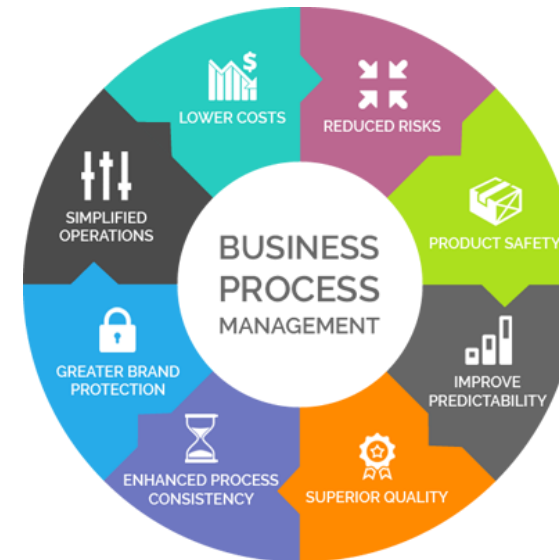 BUSINESS
PROCESS
MANAGEMENT
$
LOWER COSTS
REDUCED RISKS
PRODUCT SAFETY
IMPROVE
PREDICTABILITY
SUPERIOR QUALITY
ENHANCED PROCESS
CONSISTENCY
GREATER BRAND
PROTECTION
SIMPLIFIED
OPERATIONS